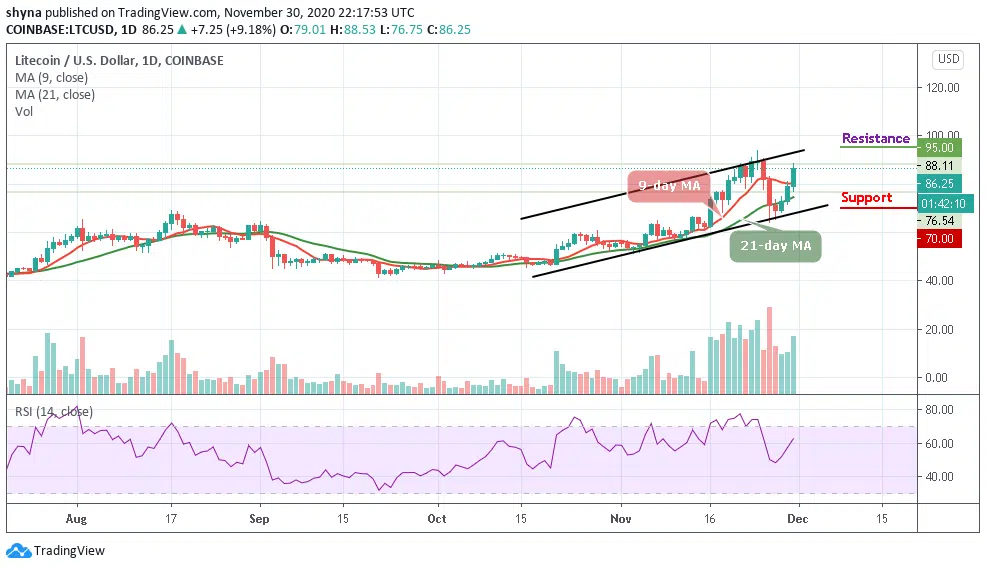 shyna published on TradingView.com, November 30, 2020 22:17:53 UTC
COINBASE:LTCUSD, 1D 86.25 ▲ +7.25 (+9.18%) O:79.01 H:88.53 L:76.75 C:86.25
Litecoin / U.S. Dollar, 1D, COINBASE
MA (9, close)
MA (21, close)
Vol
USD
120.00
100.00
Resistance
95.00
88.11
9-day MA
86.25
Support
01:42:10
76.54
21-day MA
70.00
40.00
20.00
0.00
RSI (14, close)
80.00
60.00
40.00
Aug 17 Sep 15 Oct 15 Nov 16 Dec 15
TradingView